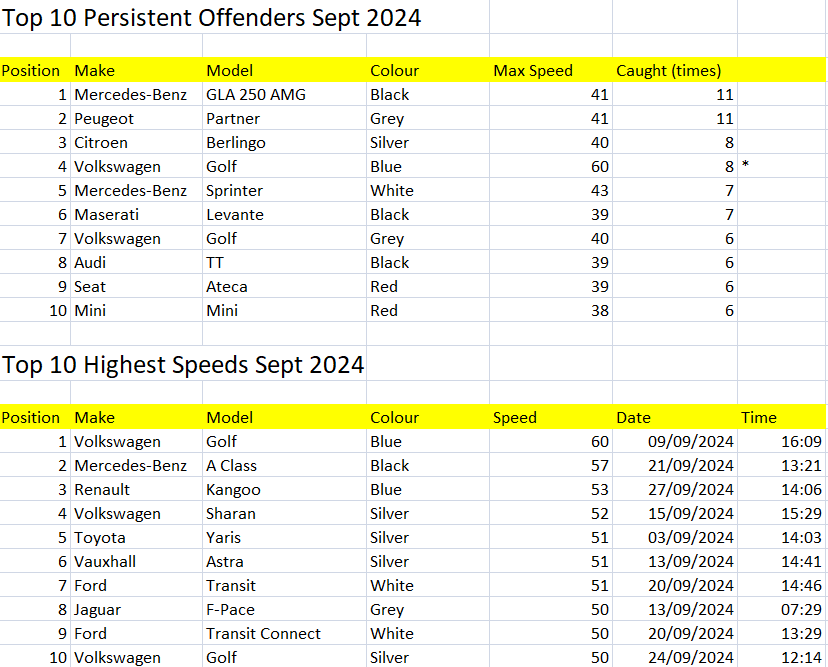 Top 10 Persistent Offenders Sept 2024
Position Make Model Colour Max Speed Caught (times)
1 Mercedes-Benz GLA 250 AMG Black 41 11
2 Peugeot Partner Grey 41 11
3 Citroen Berlingo Silver 40 8
4 Volkswagen Golf Blue 60 8 *
5 Mercedes-Benz Sprinter White 43 7
6 Maserati Levante Black 39 7
7 Volkswagen Golf Grey 40 6
8 Audi TT Black 39 6
9 Seat Ateca Red 39 6
10 Mini Mini Red 38 6
Top 10 Highest Speeds Sept 2024
Position Make Model Colour Speed Date Time
1 Volkswagen Golf Blue 60 09/09/2024 16:09
2 Mercedes-Benz A Class Black 57 21/09/2024 13:21
3 Renault Kangoo Blue 53 27/09/2024 14:06
4 Volkswagen Sharan Silver 52 15/09/2024 15:29
5 Toyota Yaris Silver 51 03/09/2024 14:03
6 Vauxhall Astra Silver 51 13/09/2024 14:41
7 Ford Transit White 51 20/09/2024 14:46
8 Jaguar F-Pace Grey 50 13/09/2024 07:29
9 Ford Transit Connect White 50 20/09/2024 13:29
10 Volkswagen Golf Silver 50 24/09/2024 12:14